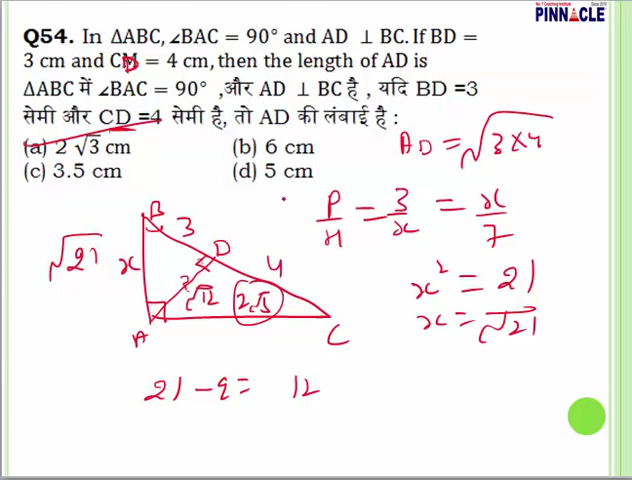 No. 1 Coaching Institute
Since 2015
PINNACLE
Q54. In ΔABC, ∠BAC = 90° and AD ⊥ BC. If BD =
3 cm and CD = 4 cm, then the length of AD is
ΔABC में ∠BAC = 90° ,और AD ⊥ BC है , यदि BD =3
सेमी और CD =4 सेमी है, तो AD की लंबाई है :
(a) 2 √3 cm (b) 6 cm
(c) 3.5 cm (d) 5 cm
AD = √3×4
P/H = 3/x = x/7
x² = 21
x = √21
B
3
D
√21
x
4
√12
A
C
21 - 9 = 12